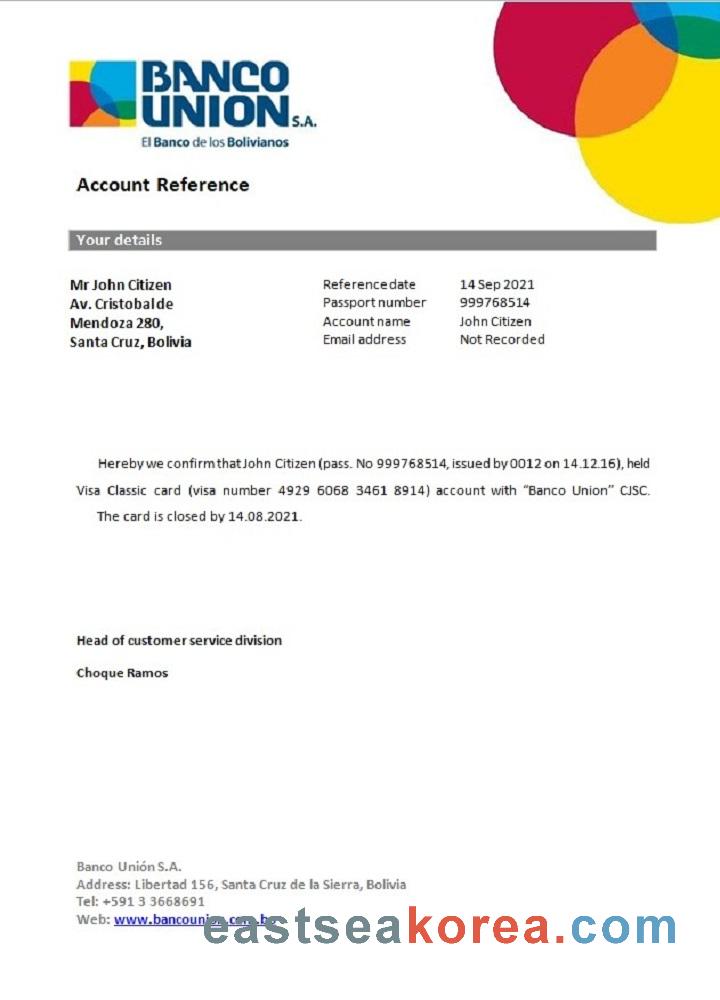 BANCO
UNION S.A.
El Banco de los Bolivianos
Account Reference
Your details
Mr John Citizen
Av. Cristobal de
Mendoza 280,
Santa Cruz, Bolivia
Reference date 14 Sep 2021
Passport number 999768514
Account name John Citizen
Email address Not Recorded
Hereby we confirm that John Citizen (pass. No 999768514, issued by 0012 on 14.12.16), held
Visa Classic card (visa number 4929 6068 3461 8914) account with “Banco Union” CJSC.
The card is closed by 14.08.2021.
Head of customer service division
Choque Ramos
Banco Unión S.A.
Address: Libertad 156, Santa Cruz de la Sierra, Bolivia
Tel: +591 3 3668691
Web: www.bancounion.com.bo
eastseakorea.com